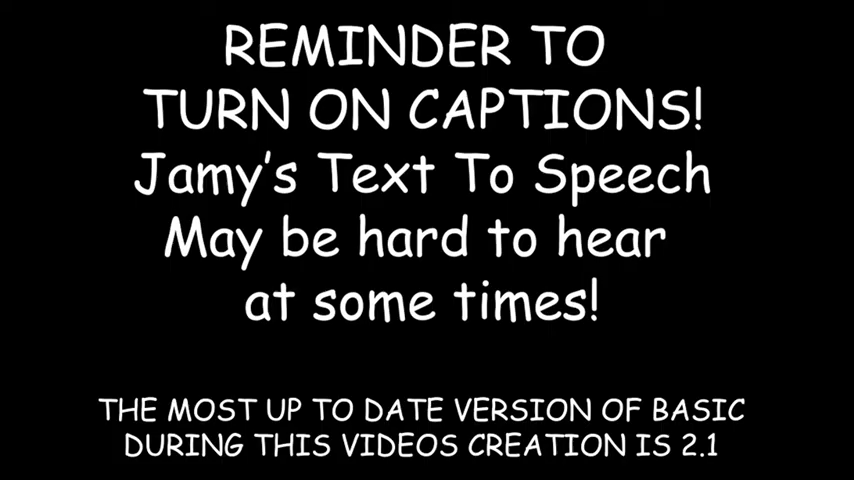 REMINDER TO
TURN ON CAPTIONS!
Jamy's Text To Speech
May be hard to hear
at some times!
THE MOST UP TO DATE VERSION OF BASIC
DURING THIS VIDEOS CREATION IS 2.1